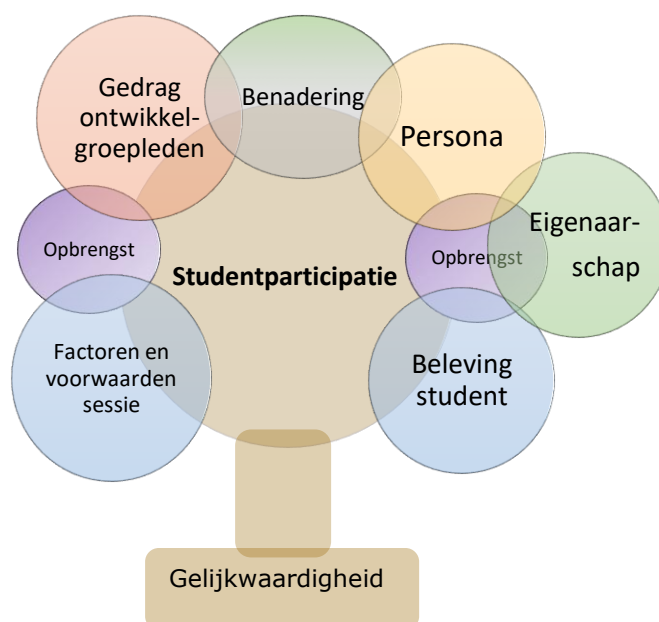 Gedrag
ontwikkel-
groepleden
Benadering
Persona
Opbrengst
Studentparticipatie
Opbrengst
Eigenaar-
schap
Factoren en
voorwaarden
sessie
Beleving
student
Gelijkwaardigheid